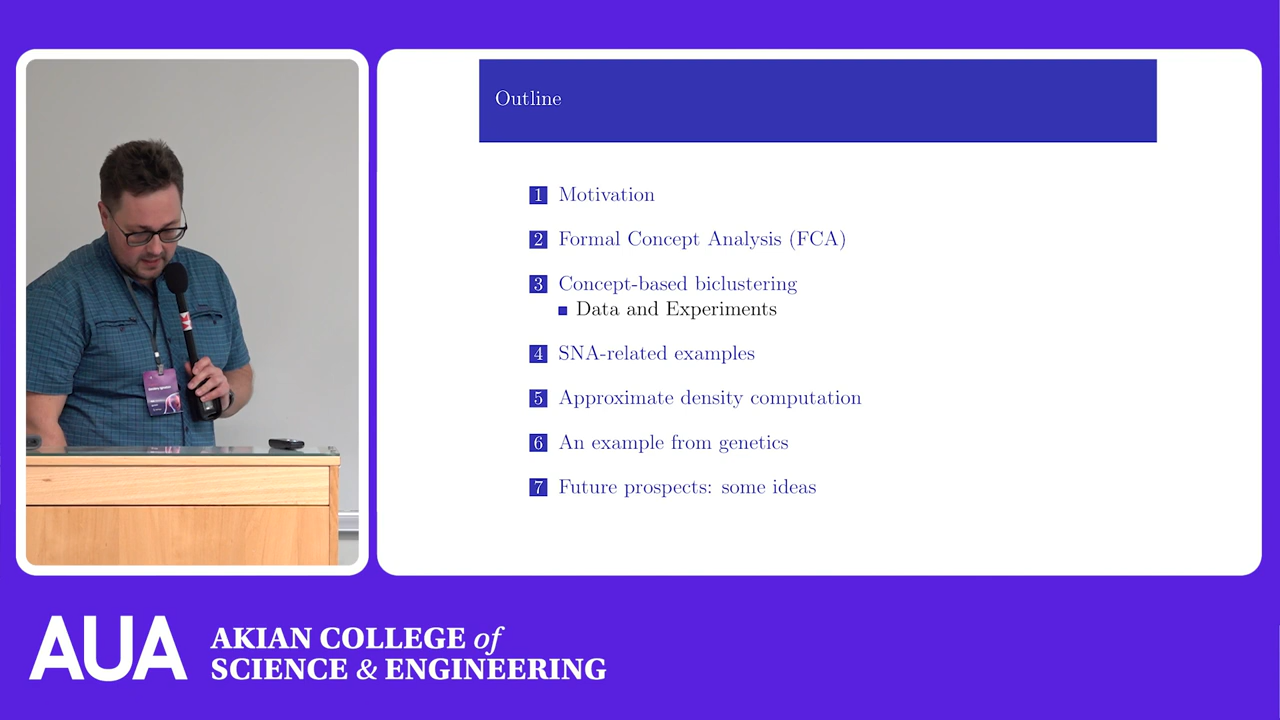 Outline
1 Motivation
2 Formal Concept Analysis (FCA)
3 Concept-based biclustering
Data and Experiments
4 SNA-related examples
5 Approximate density computation
6 An example from genetics
7 Future prospects: some ideas
AUA
AKIAN COLLEGE of
SCIENCE & ENGINEERING